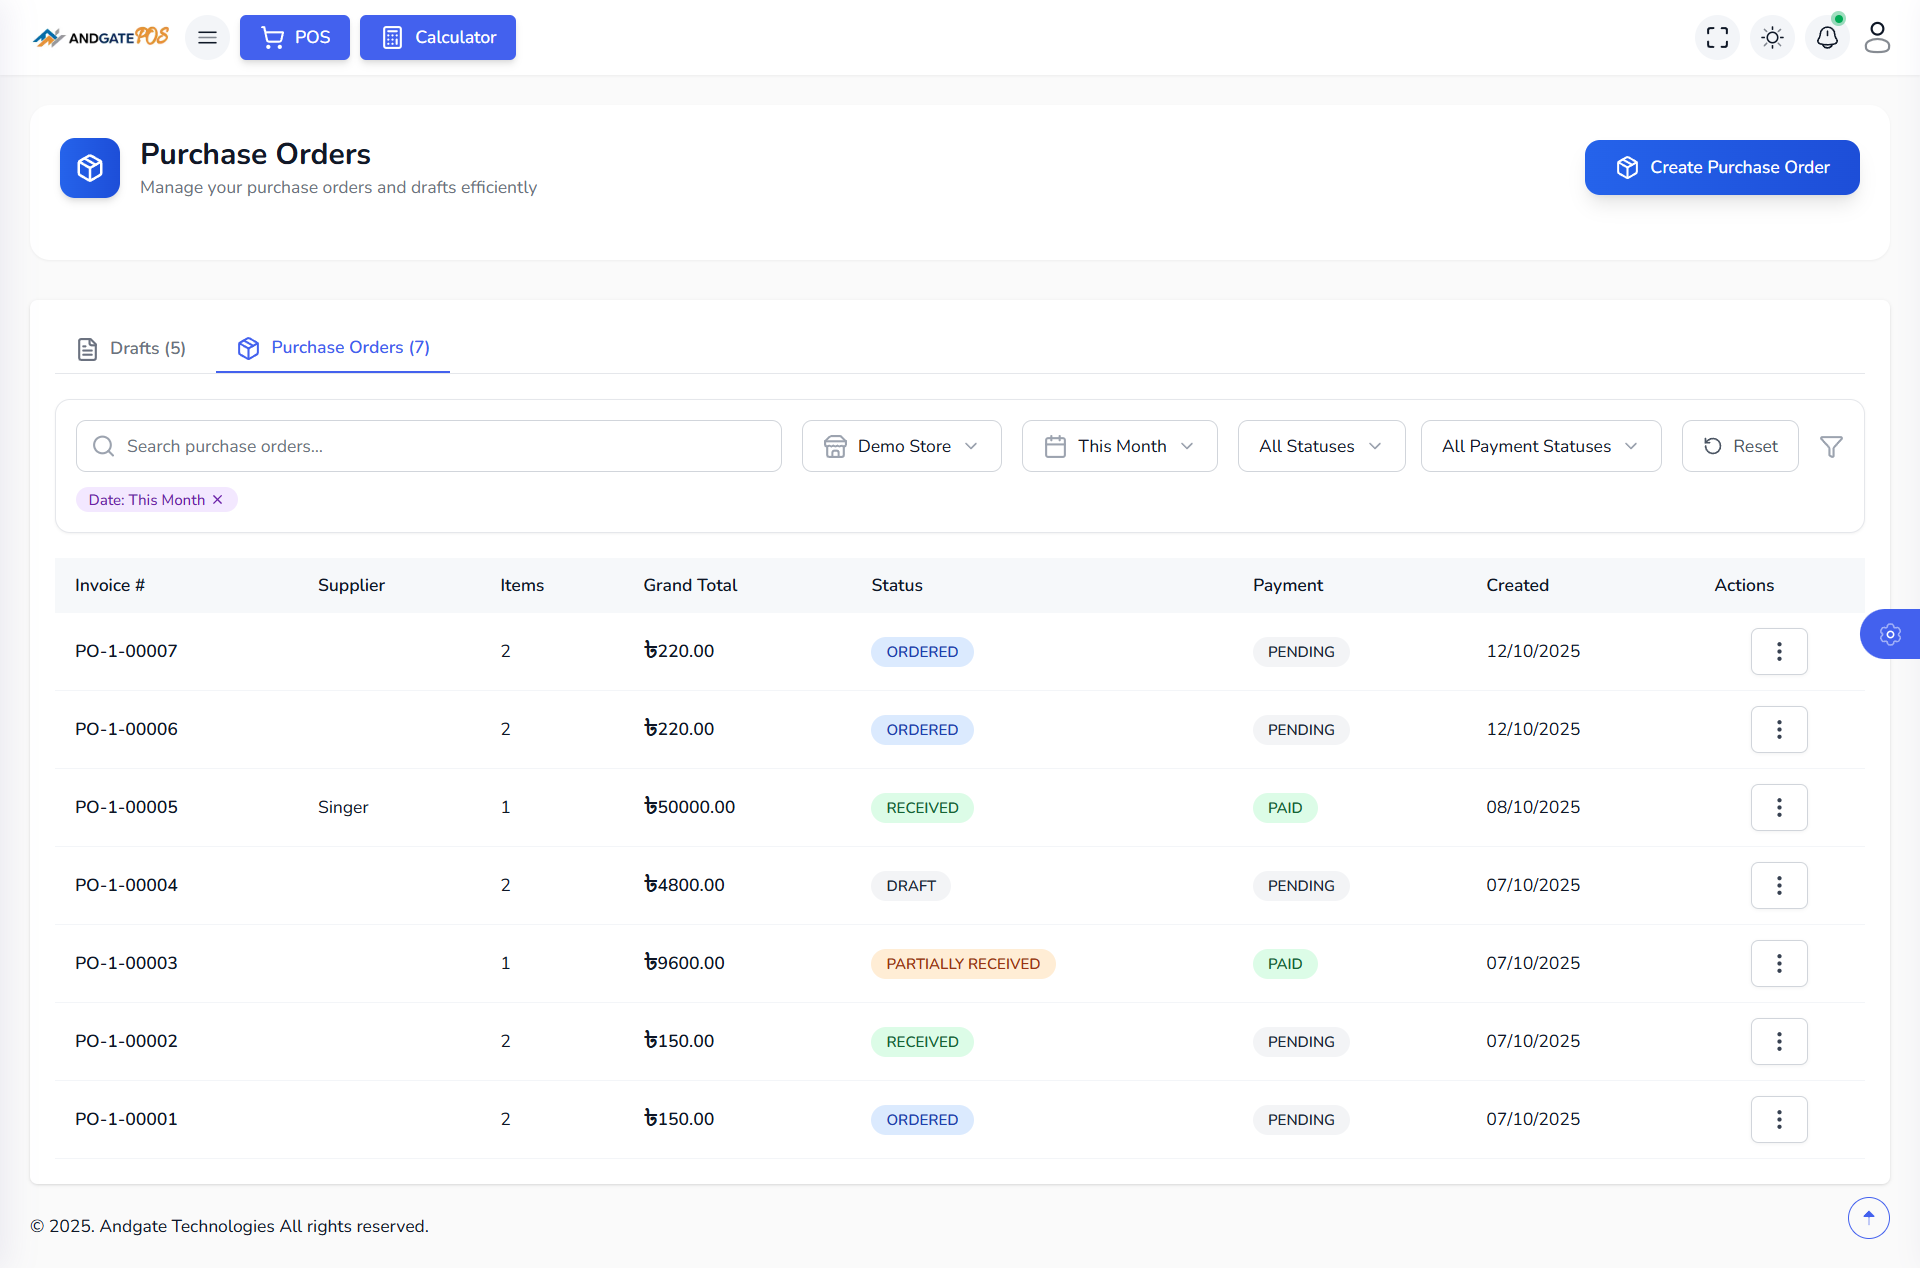 ANDGATE POS
POS
Calculator
Purchase Orders
Manage your purchase orders and drafts efficiently
Create Purchase Order
Drafts (5)
Purchase Orders (7)
Search purchase orders...
Demo Store
This Month
All Statuses
All Payment Statuses
Reset
Date: This Month ×
Invoice # Supplier Items Grand Total Status Payment Created Actions
PO-1-00007 2 ৳220.00 ORDERED PENDING 12/10/2025
PO-1-00006 2 ৳220.00 ORDERED PENDING 12/10/2025
PO-1-00005 Singer 1 ৳50000.00 RECEIVED PAID 08/10/2025
PO-1-00004 2 ৳4800.00 DRAFT PENDING 07/10/2025
PO-1-00003 1 ৳9600.00 PARTIALLY RECEIVED PAID 07/10/2025
PO-1-00002 2 ৳150.00 RECEIVED PENDING 07/10/2025
PO-1-00001 2 ৳150.00 ORDERED PENDING 07/10/2025
© 2025. Andgate Technologies All rights reserved.